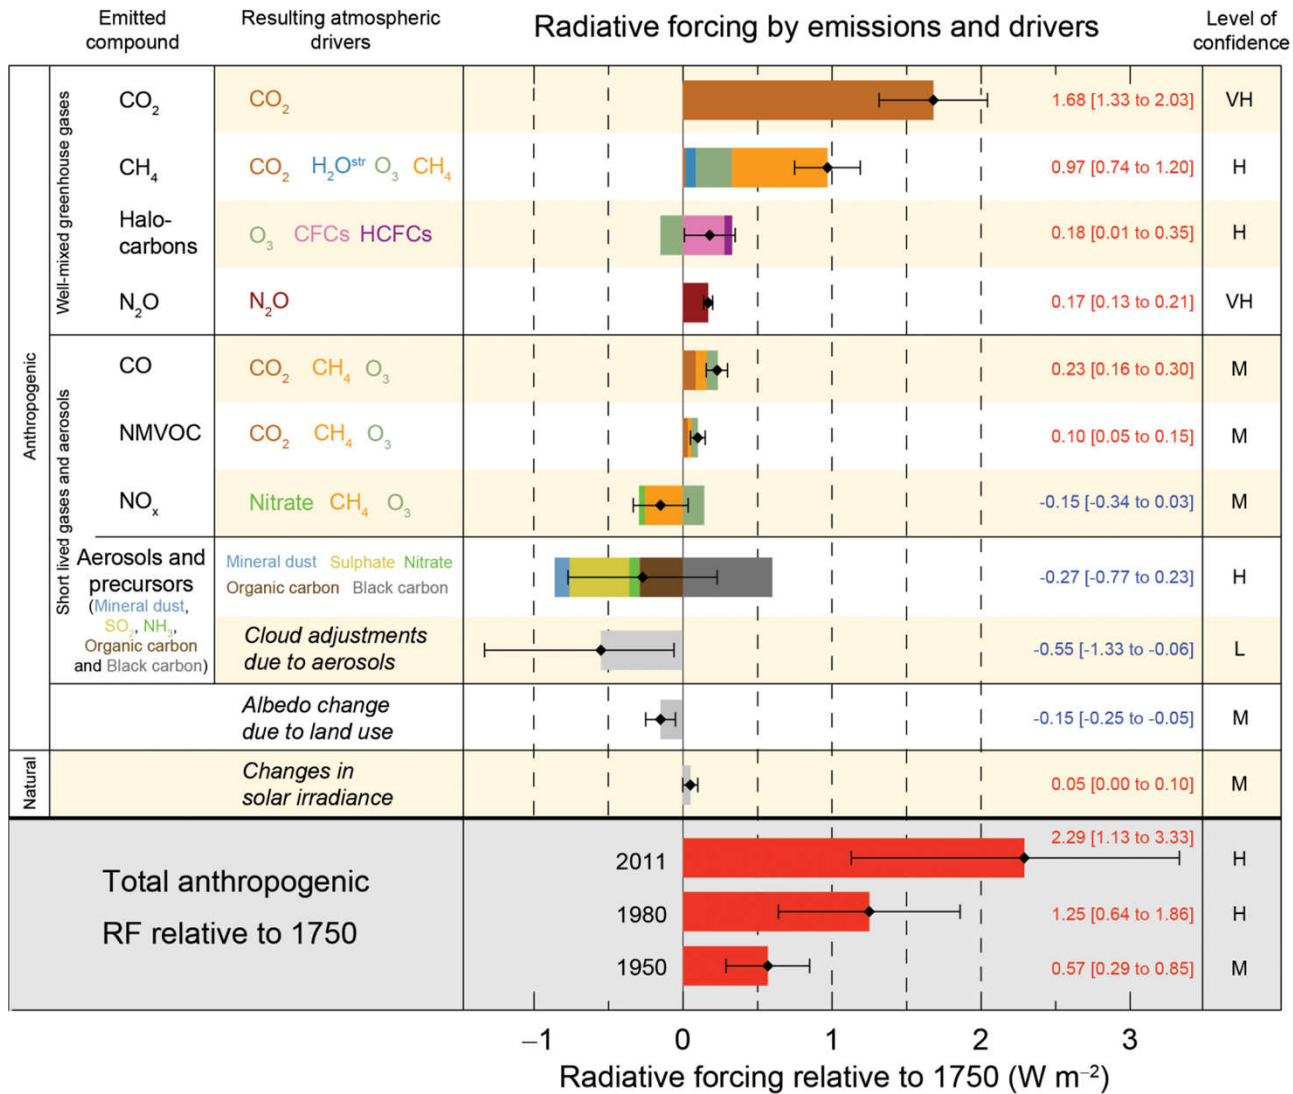 Emitted
compound
Resulting atmospheric
drivers
Radiative forcing by emissions and drivers
Level of
confidence
Anthropogenic
Well-mixed greenhouse gases
CO₂
CO₂
1.68 [1.33 to 2.03]
VH
CH₄
CO₂ H₂Oˢᵗʳ O₃ CH₄
0.97 [0.74 to 1.20]
H
Halo-
carbons
O₃ CFCs HCFCs
0.18 [0.01 to 0.35]
H
N₂O
N₂O
0.17 [0.13 to 0.21]
VH
Short lived gases and aerosols
CO
CO₂ CH₄ O₃
0.23 [0.16 to 0.30]
M
NMVOC
CO₂ CH₄ O₃
0.10 [0.05 to 0.15]
M
NOₓ
Nitrate CH₄ O₃
-0.15 [-0.34 to 0.03]
M
Aerosols and
precursors
(Mineral dust,
SO₂, NH₃,
Organic carbon
and Black carbon)
Mineral dust Sulphate Nitrate
Organic carbon Black carbon
-0.27 [-0.77 to 0.23]
H
Cloud adjustments
due to aerosols
-0.55 [-1.33 to -0.06]
L
Albedo change
due to land use
-0.15 [-0.25 to -0.05]
M
Natural
Changes in
solar irradiance
0.05 [0.00 to 0.10]
M
Total anthropogenic
RF relative to 1750
2011
2.29 [1.13 to 3.33]
H
1980
1.25 [0.64 to 1.86]
H
1950
0.57 [0.29 to 0.85]
M
–1 0 1 2 3
Radiative forcing relative to 1750 (W m⁻²)